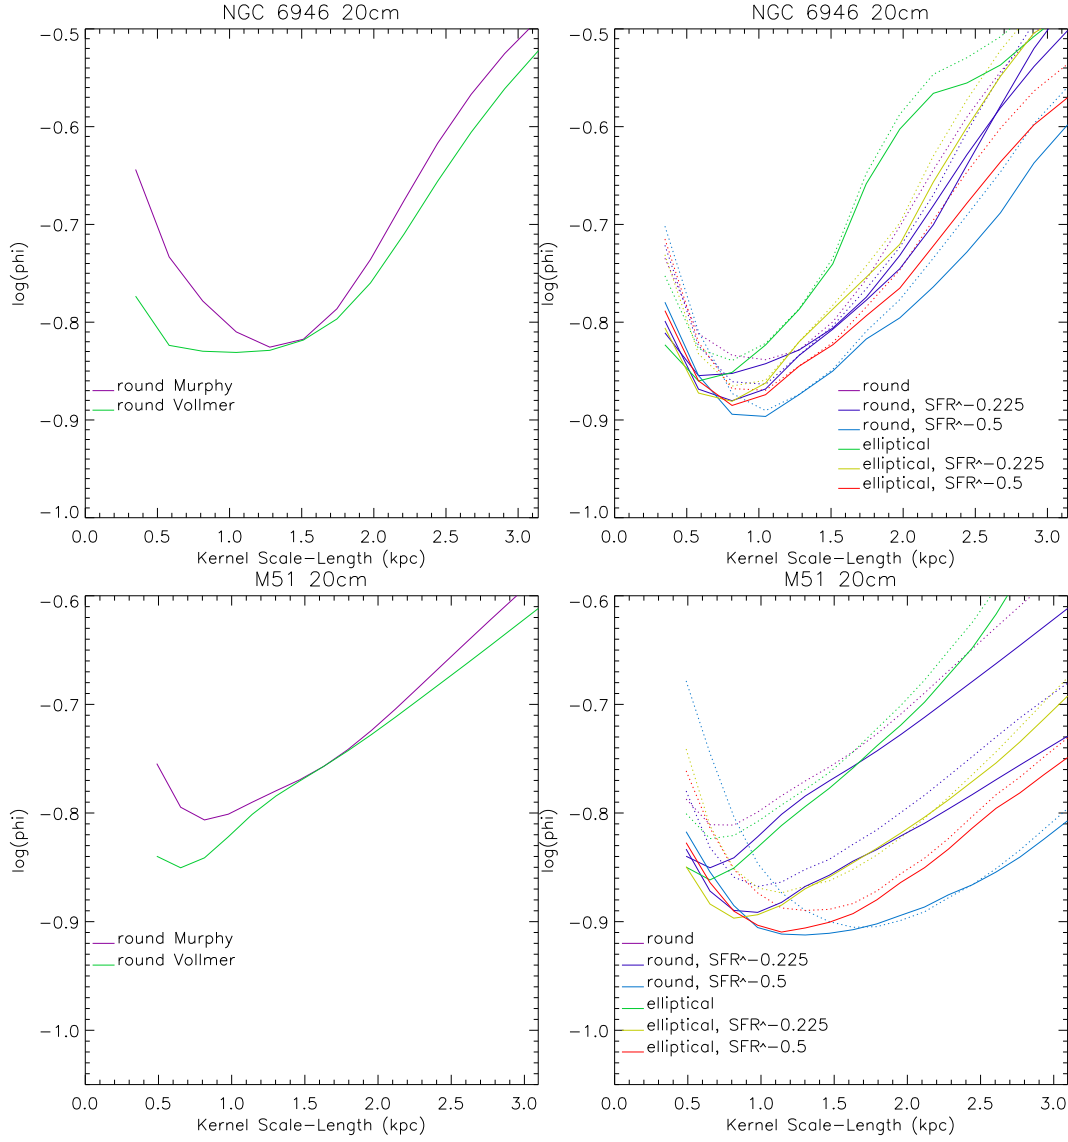 NGC 6946 20cm
−0.5
−0.6
−0.7
−0.8
−0.9
−1.0
log(phi)
round Murphy
round Vollmer
0.0 0.5 1.0 1.5 2.0 2.5 3.0
Kernel Scale−Length (kpc)
NGC 6946 20cm
−0.5
−0.6
−0.7
−0.8
−0.9
−1.0
log(phi)
round
round, SFR^−0.225
round, SFR^−0.5
elliptical
elliptical, SFR^−0.225
elliptical, SFR^−0.5
0.0 0.5 1.0 1.5 2.0 2.5 3.0
Kernel Scale−Length (kpc)
M51 20cm
−0.6
−0.7
−0.8
−0.9
−1.0
log(phi)
round Murphy
round Vollmer
0.0 0.5 1.0 1.5 2.0 2.5 3.0
Kernel Scale−Length (kpc)
M51 20cm
−0.6
−0.7
−0.8
−0.9
−1.0
log(phi)
round
round, SFR^−0.225
round, SFR^−0.5
elliptical
elliptical, SFR^−0.225
elliptical, SFR^−0.5
0.0 0.5 1.0 1.5 2.0 2.5 3.0
Kernel Scale−Length (kpc)